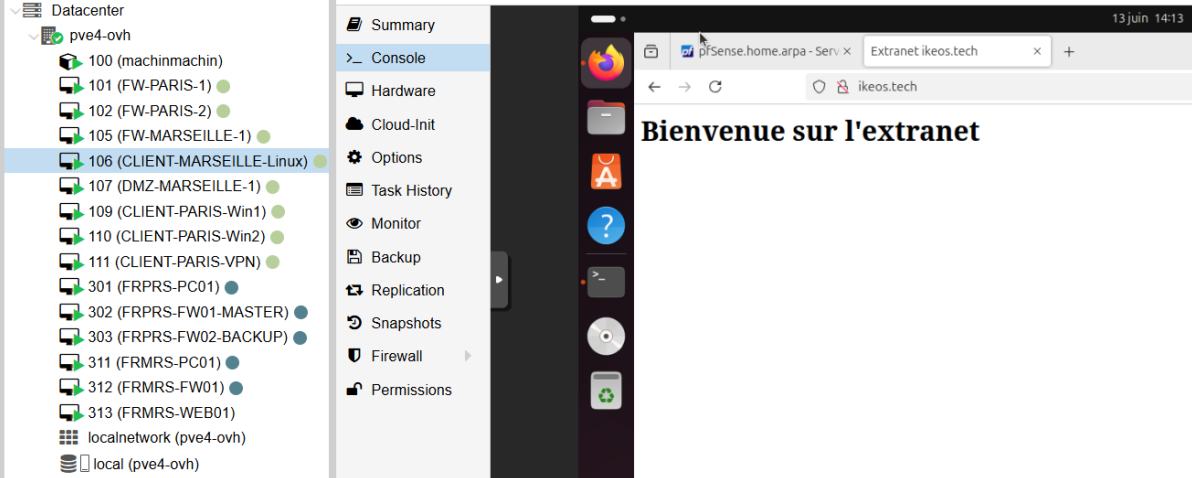 Datacenter
pve4-ovh
100 (machinmachin)
101 (FW-PARIS-1)
102 (FW-PARIS-2)
105 (FW-MARSEILLE-1)
106 (CLIENT-MARSEILLE-Linux)
107 (DMZ-MARSEILLE-1)
109 (CLIENT-PARIS-Win1)
110 (CLIENT-PARIS-Win2)
111 (CLIENT-PARIS-VPN)
301 (FRPRS-PC01)
302 (FRPRS-FW01-MASTER)
303 (FRPRS-FW02-BACKUP)
311 (FRMRS-PC01)
312 (FRMRS-FW01)
313 (FRMRS-WEB01)
localnetwork (pve4-ovh)
local (pve4-ovh)
Summary
>_ Console
Hardware
Cloud-Init
Options
Task History
Monitor
Backup
Replication
Snapshots
Firewall
Permissions
13 juin 14:13
pf pfSense.home.arpa - Serv
Extranet ikeos.tech
ikeos.tech
Bienvenue sur l'extranet